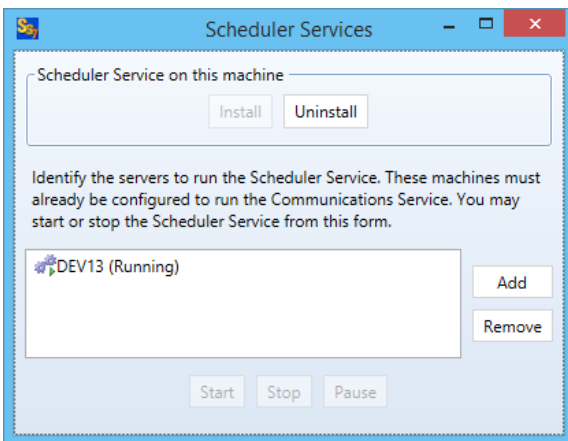 SS7
Scheduler Services
Scheduler Service on this machine
Install
Uninstall
Identify the servers to run the Scheduler Service. These machines must
already be configured to run the Communications Service. You may
start or stop the Scheduler Service from this form.
DEV13 (Running)
Add
Remove
Start
Stop
Pause